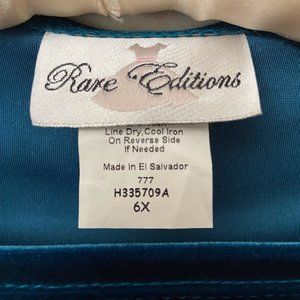 Rare Editions
Line Dry, Cool Iron
On Reverse Side
If Needed
Made in El Salvador
777
H335709A
6X